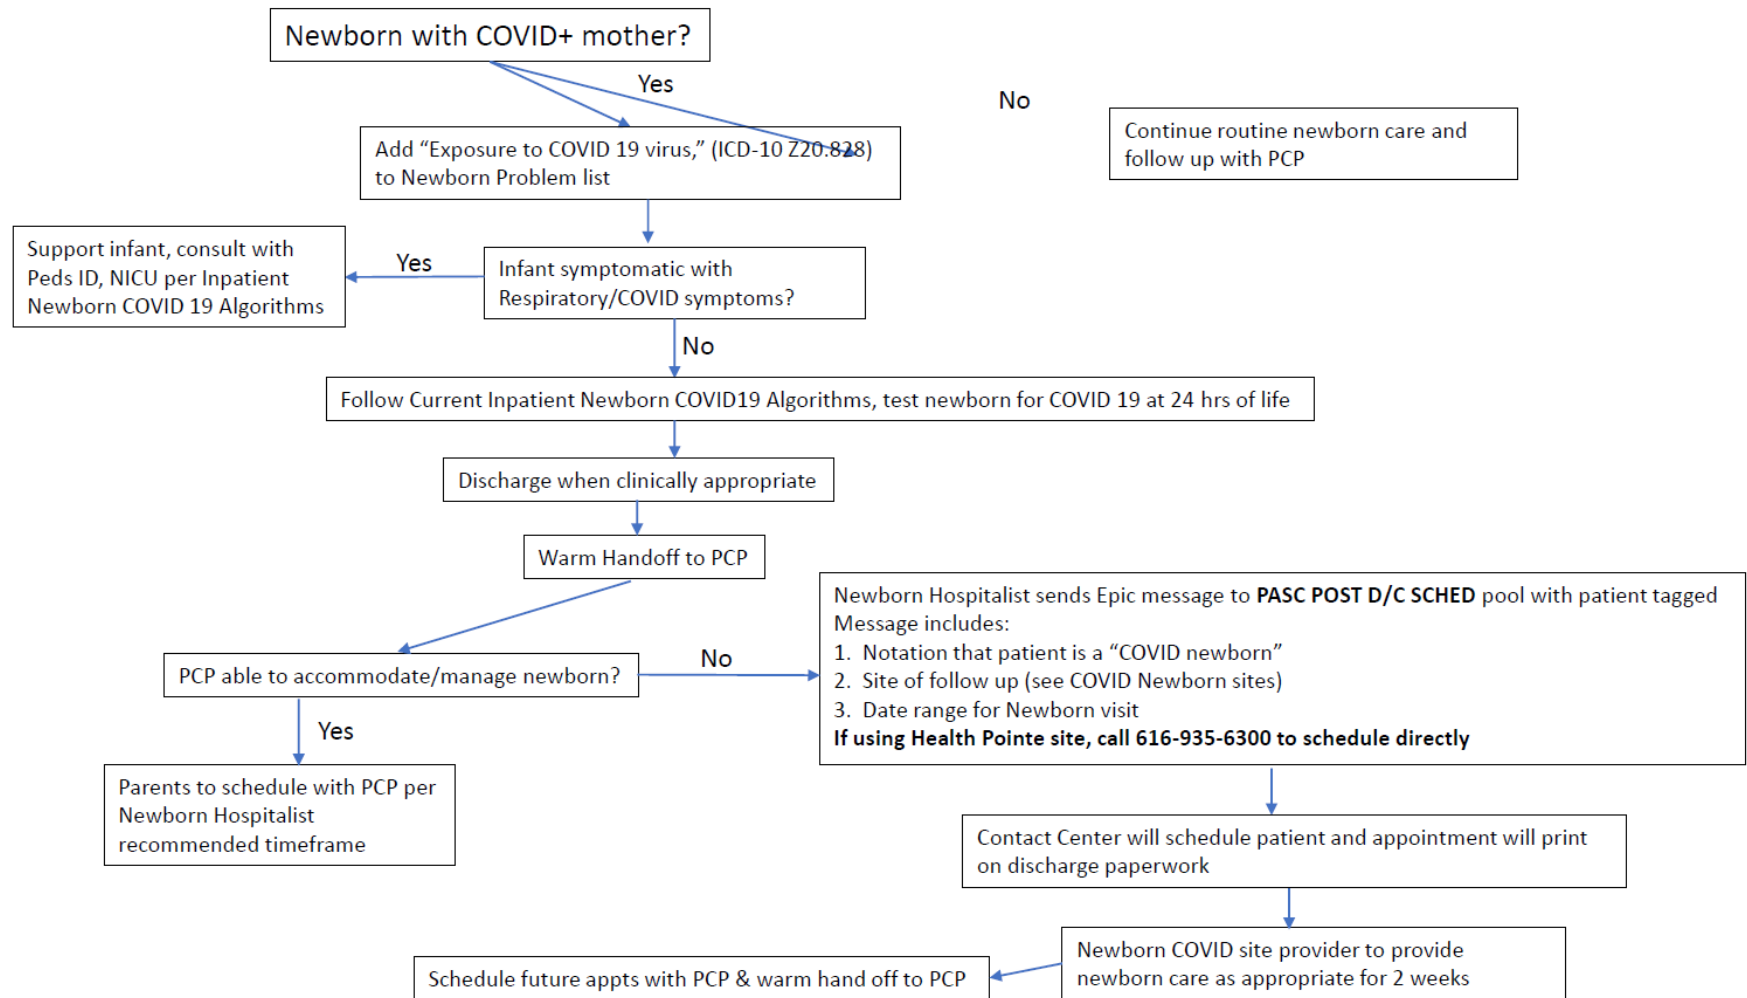 Newborn with COVID+ mother?
Yes
No
Add “Exposure to COVID 19 virus,” (ICD-10 Z20.828)
to Newborn Problem list
Continue routine newborn care and
follow up with PCP
Support infant, consult with
Peds ID, NICU per Inpatient
Newborn COVID 19 Algorithms
Yes
Infant symptomatic with
Respiratory/COVID symptoms?
No
Follow Current Inpatient Newborn COVID19 Algorithms, test newborn for COVID 19 at 24 hrs of life
Discharge when clinically appropriate
Warm Handoff to PCP
PCP able to accommodate/manage newborn?
No
Newborn Hospitalist sends Epic message to PASC POST D/C SCHED pool with patient tagged
Message includes:
1. Notation that patient is a “COVID newborn”
2. Site of follow up (see COVID Newborn sites)
3. Date range for Newborn visit
If using Health Pointe site, call 616-935-6300 to schedule directly
Yes
Parents to schedule with PCP per
Newborn Hospitalist
recommended timeframe
Contact Center will schedule patient and appointment will print
on discharge paperwork
Newborn COVID site provider to provide
newborn care as appropriate for 2 weeks
Schedule future appts with PCP & warm hand off to PCP